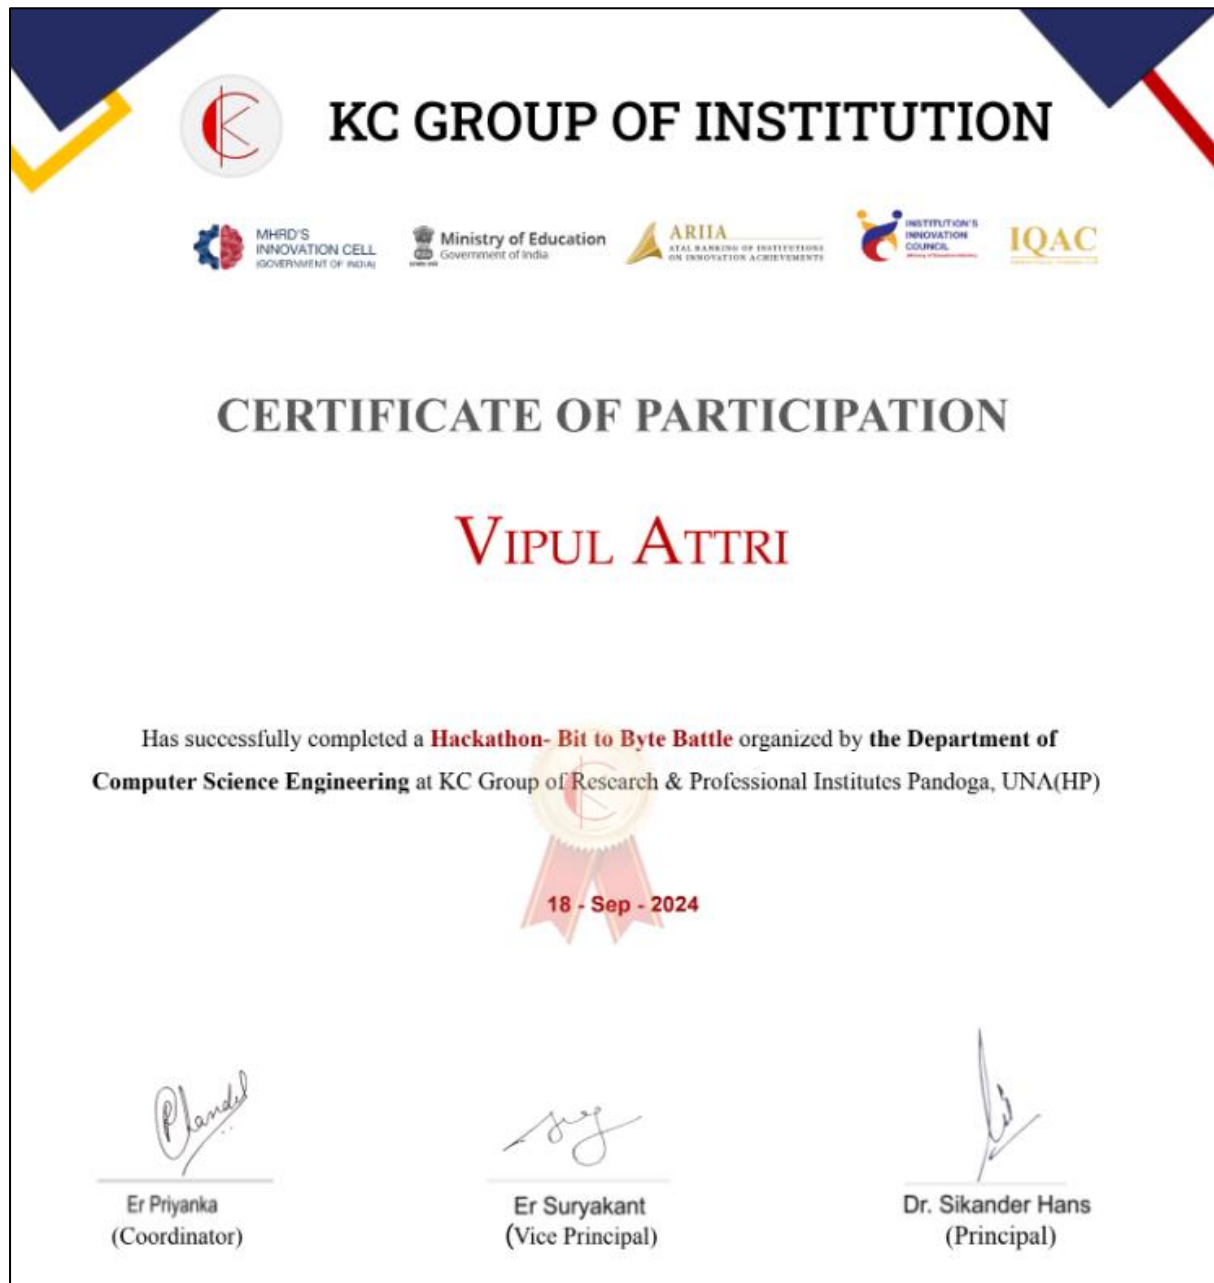 KC GROUP OF INSTITUTION
MHRD'S
INNOVATION CELL
(GOVERNMENT OF INDIA)
Ministry of Education
Government of India
ARIIA
ATAL RANKING OF INSTITUTIONS
ON INNOVATION ACHIEVEMENTS
INSTITUTION'S
INNOVATION
COUNCIL
IQAC
CERTIFICATE OF PARTICIPATION
VIPUL ATTRI
Has successfully completed a Hackathon- Bit to Byte Battle organized by the Department of
Computer Science Engineering at KC Group of Research & Professional Institutes Pandoga, UNA(HP)
18 - Sep - 2024
Er Priyanka
(Coordinator)
Er Suryakant
(Vice Principal)
Dr. Sikander Hans
(Principal)